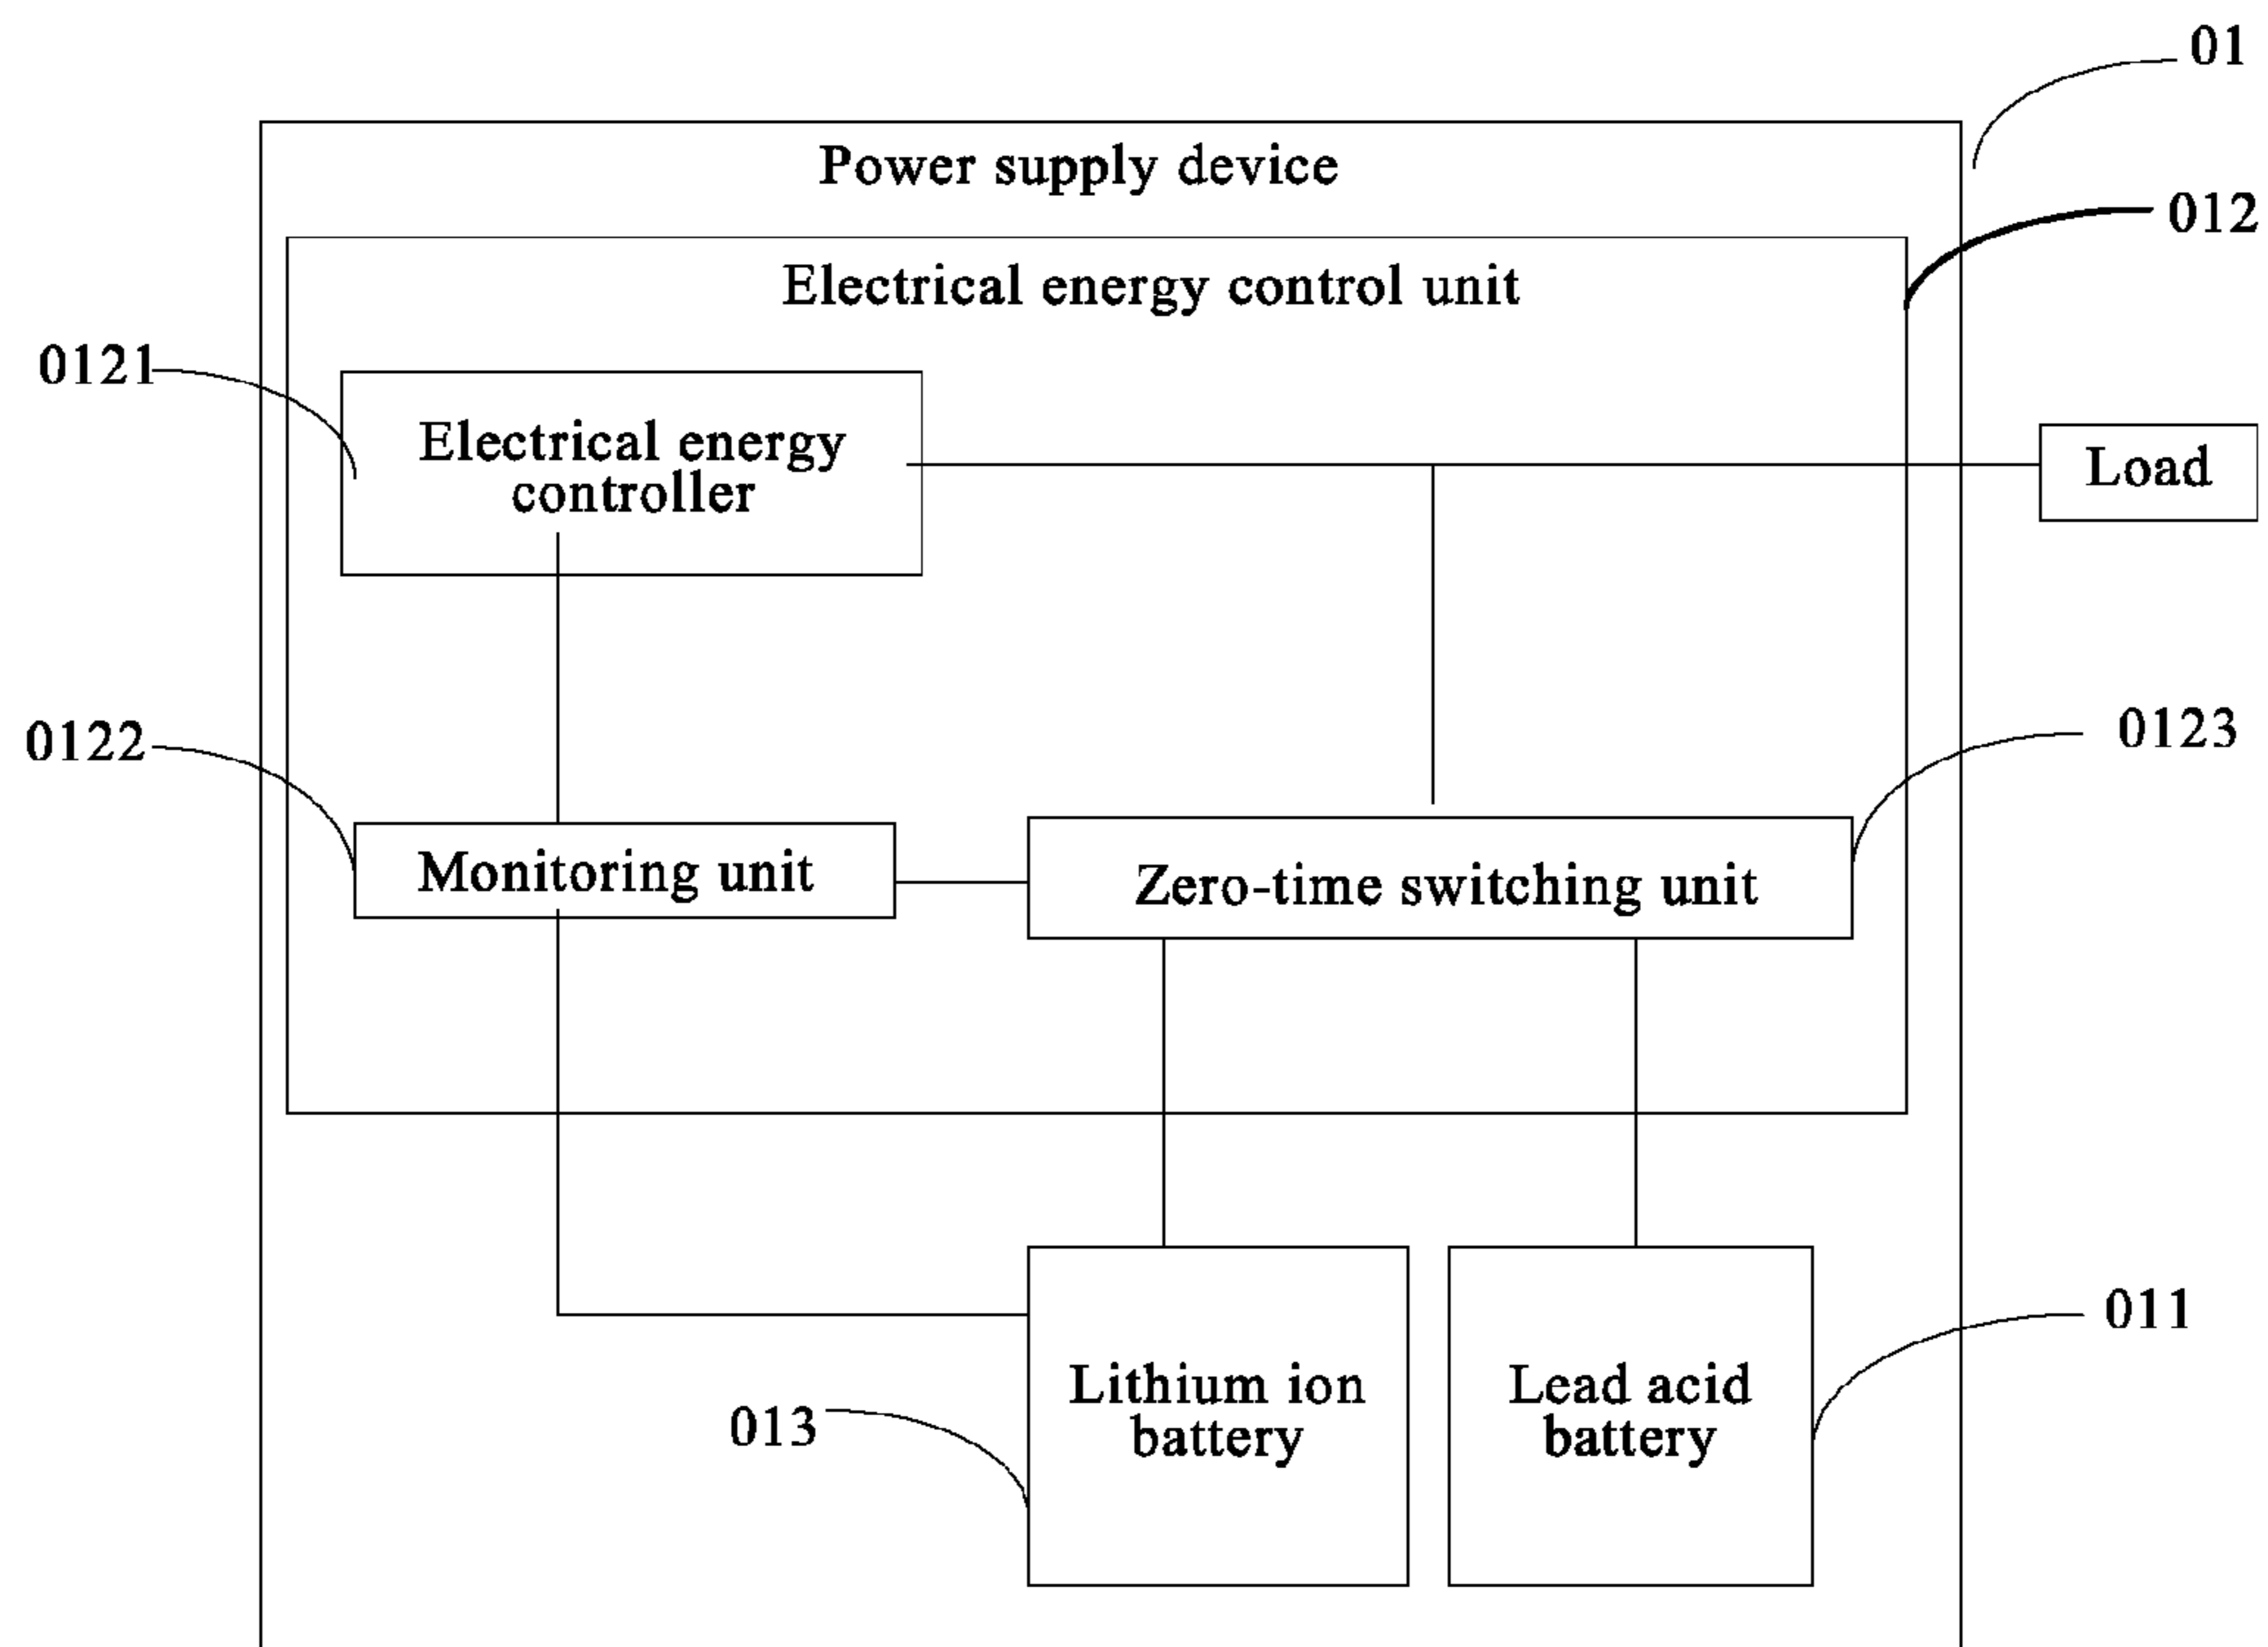 01
Power supply device
012
Electrical energy control unit
0121
Electrical energy
controller
Load
0122
0123
Monitoring unit
Zero-time switching unit
011
Lithium ion
battery
Lead acid
battery
013